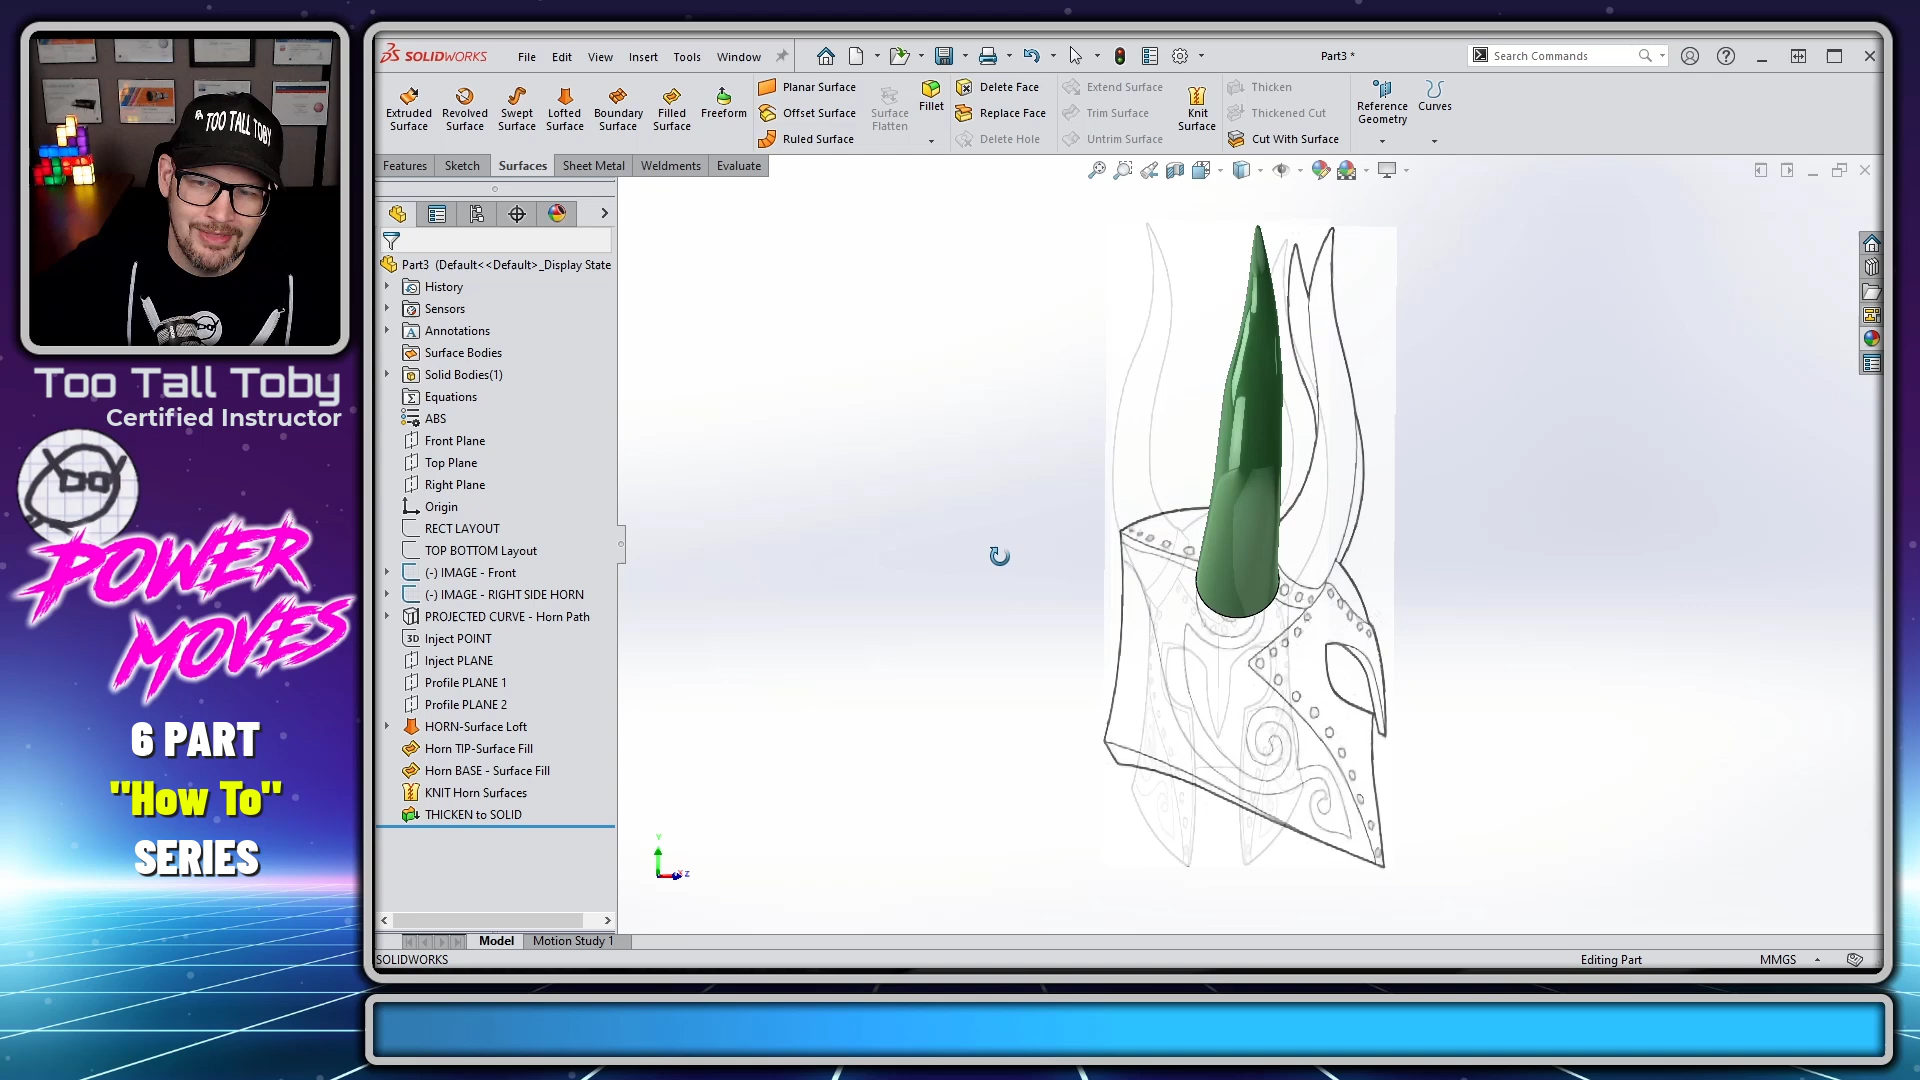 TOO TALL TOBY
Too Tall Toby
Certified Instructor
POWER
MOVES
6 PART
"How To"
SERIES
SOLIDWORKS
File Edit View Insert Tools Window
Part3 *
Search Commands
Extruded Surface
Revolved Surface
Swept Surface
Lofted Surface
Boundary Surface
Filled Surface
Freeform
Planar Surface
Offset Surface
Ruled Surface
Surface Flatten
Fillet
Delete Face
Replace Face
Delete Hole
Extend Surface
Trim Surface
Untrim Surface
Knit Surface
Thicken
Thickened Cut
Cut With Surface
Reference Geometry
Curves
Features Sketch Surfaces Sheet Metal Weldments Evaluate
Part3 (Default<<Default>_Display State
History
Sensors
Annotations
Surface Bodies
Solid Bodies(1)
Equations
ABS
Front Plane
Top Plane
Right Plane
Origin
RECT LAYOUT
TOP BOTTOM Layout
(-) IMAGE - Front
(-) IMAGE - RIGHT SIDE HORN
PROJECTED CURVE - Horn Path
3D Inject POINT
Inject PLANE
Profile PLANE 1
Profile PLANE 2
HORN-Surface Loft
Horn TIP-Surface Fill
Horn BASE - Surface Fill
KNIT Horn Surfaces
THICKEN to SOLID
Y
Z
Model Motion Study 1
SOLIDWORKS
Editing Part
MMGS